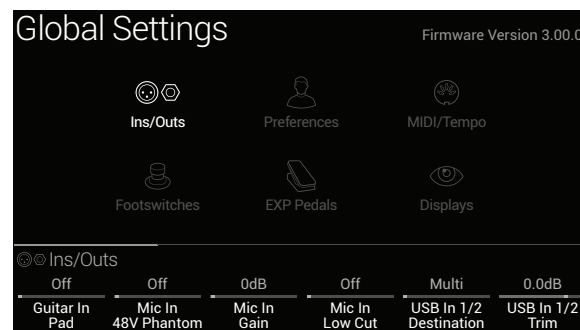 Global Settings
Firmware Version 3.00.0
Ins/Outs Preferences MIDI/Tempo
Footswitches EXP Pedals Displays
Ins/Outs
Off Off 0dB Off Multi 0.0dB
Guitar In Mic In Mic In Mic In USB In 1/2 USB In 1/2
Pad 48V Phantom Gain Low Cut Destination Trim